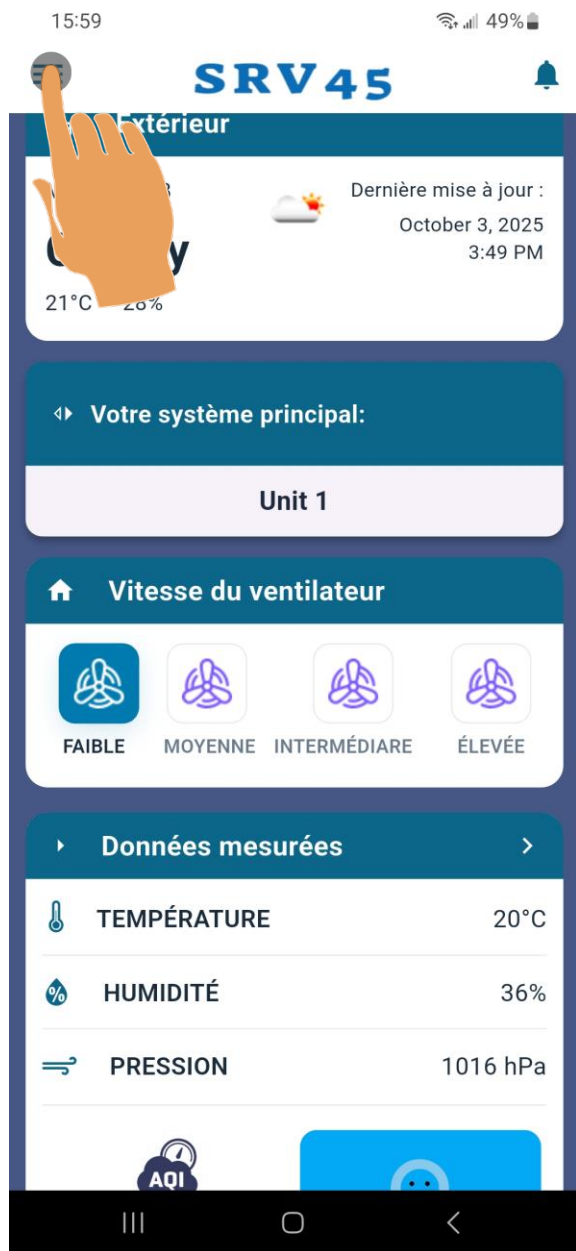 15:59 49%
SRV45
Extérieur
Dernière mise à jour :
October 3, 2025
3:49 PM
21°C 28%
Votre système principal:
Unit 1
Vitesse du ventilateur
FAIBLE MOYENNE INTERMÉDIARE ÉLEVÉE
Données mesurées
TEMPÉRATURE 20°C
HUMIDITÉ 36%
PRESSION 1016 hPa
AQI